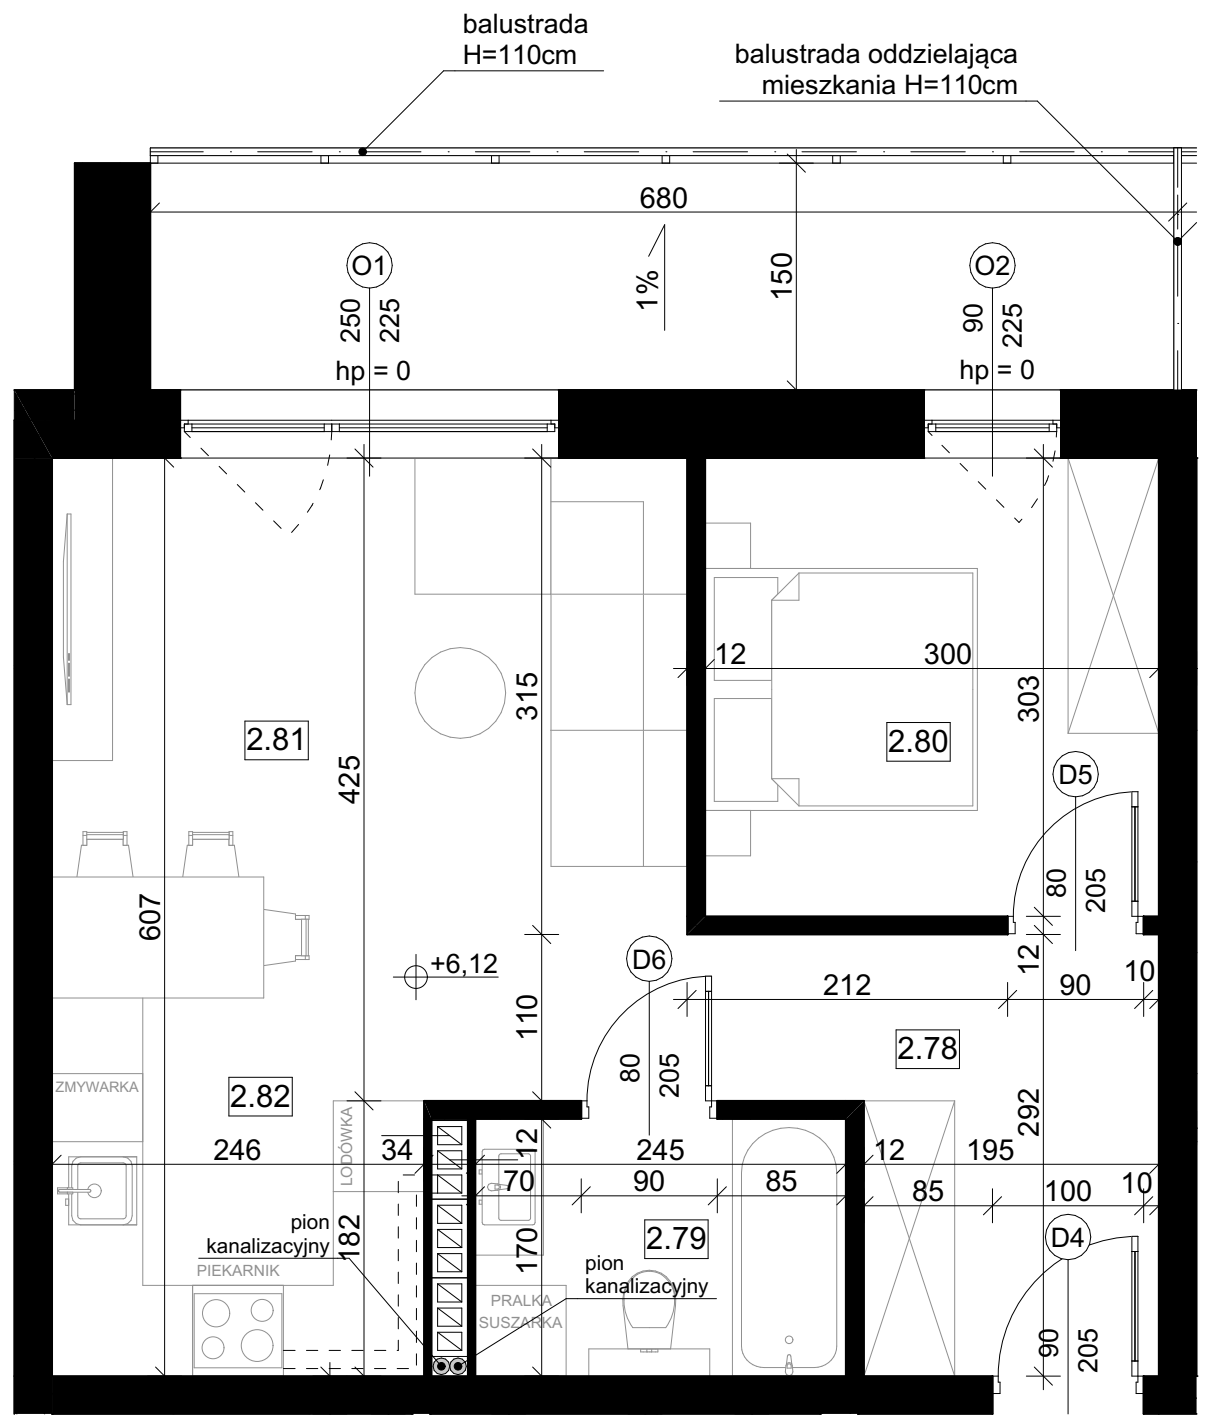 balustrada
H=110cm
balustrada oddzielająca
mieszkania H=110cm
680
O1
250
225
hp = 0
1%
150
O2
90
225
hp = 0
12
300
315
303
2.81
2.80
425
D5
80
205
607
+6,12
D6
12
10
212
90
110
80
205
2.78
ZMYWARKA
2.82
LODÓWKA
292
12
246
34
245
12
195
70
90
85
85
100
10
pion
kanalizacyjny
182
170
2.79
D4
PIEKARNIK
pion
kanalizacyjny
PRALKA
SUSZARKA
90
205